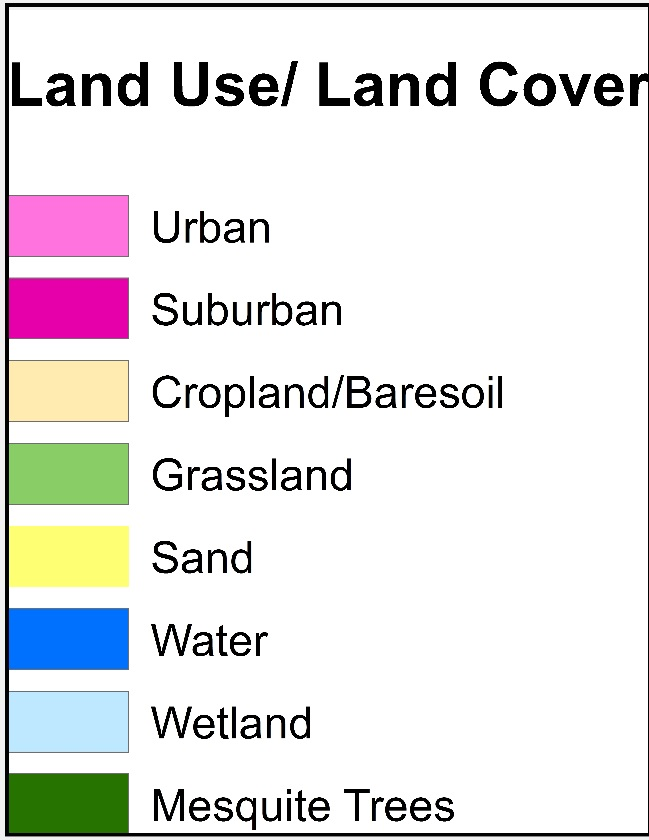 Land Use/ Land Cover
Urban
Suburban
Cropland/Baresoil
Grassland
Sand
Water
Wetland
Mesquite Trees